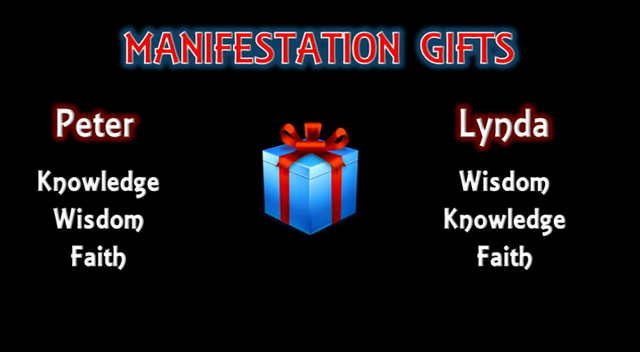 MANIFESTATION GIFTS
Peter
Knowledge
Wisdom
Faith
Lynda
Wisdom
Knowledge
Faith